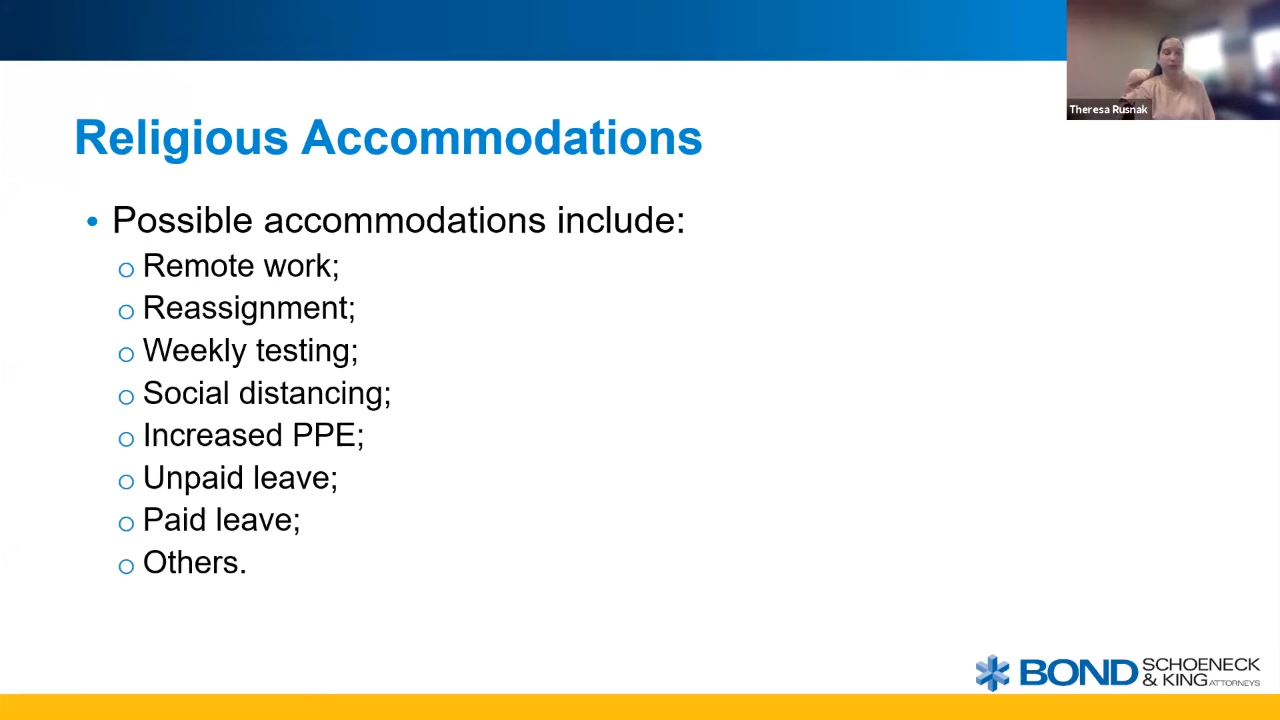 Theresa Rusnak
Religious Accommodations
• Possible accommodations include:
o Remote work;
o Reassignment;
o Weekly testing;
o Social distancing;
o Increased PPE;
o Unpaid leave;
o Paid leave;
o Others.
BOND SCHOENECK
& KING ATTORNEYS